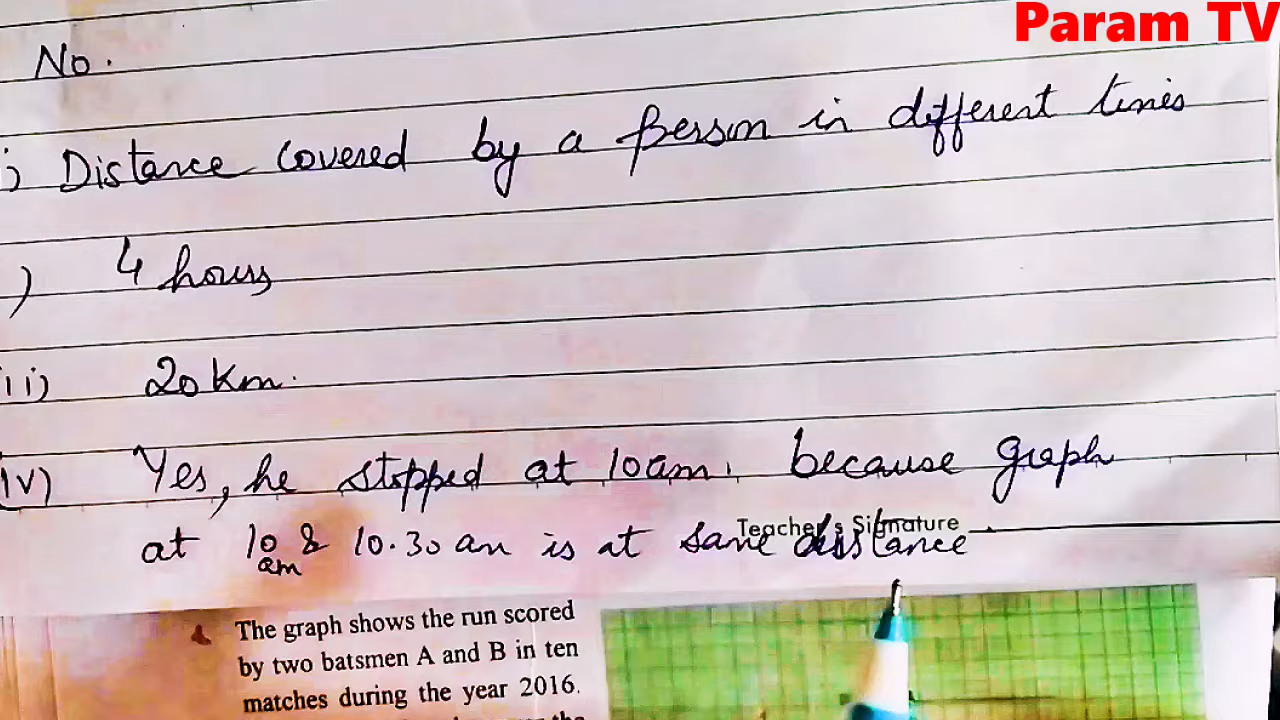 Param TV
No.
i) Distance covered by a person in different times
) 4 hours
iii) 20 Km.
iv) Yes, he stopped at 10am. because graph
at 10 am & 10.30 am is at same distance
Teacher's Signature
The graph shows the run scored
by two batsmen A and B in ten
matches during the year 2016.
the